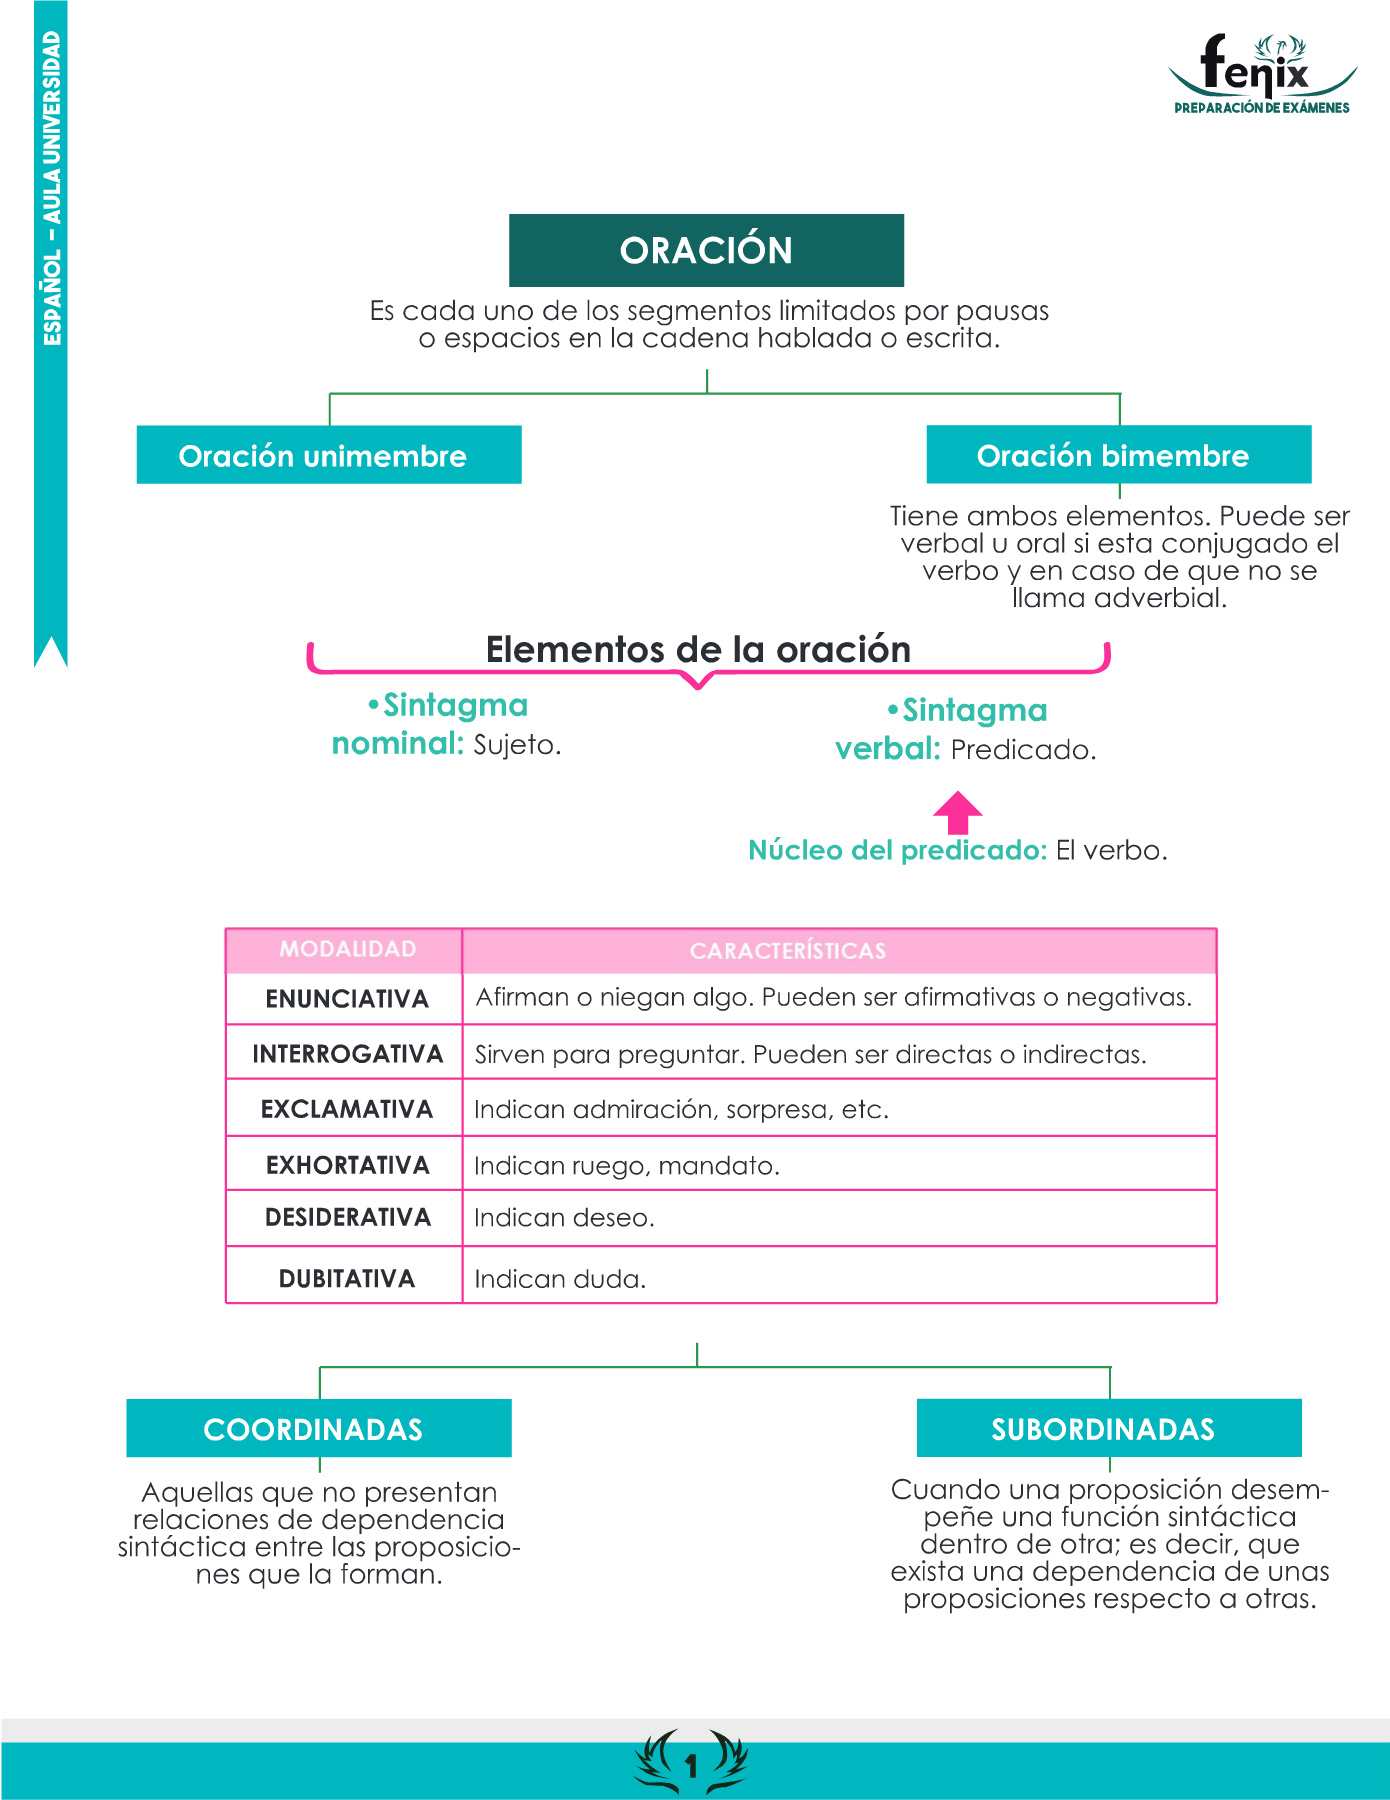 ESPAÑOL - AULA UNIVERSIDAD
fenix
PREPARACIÓN DE EXÁMENES
ORACIÓN
Es cada uno de los segmentos limitados por pausas
o espacios en la cadena hablada o escrita.
Oración unimembre
Oración bimembre
Tiene ambos elementos. Puede ser
verbal u oral si esta conjugado el
verbo y en caso de que no se
llama adverbial.
Elementos de la oración
•Sintagma
nominal: Sujeto.
•Sintagma
verbal: Predicado.
Núcleo del predicado: El verbo.
MODALIDAD CARACTERÍSTICAS
ENUNCIATIVA Afirman o niegan algo. Pueden ser afirmativas o negativas.
INTERROGATIVA Sirven para preguntar. Pueden ser directas o indirectas.
EXCLAMATIVA Indican admiración, sorpresa, etc.
EXHORTATIVA Indican ruego, mandato.
DESIDERATIVA Indican deseo.
DUBITATIVA Indican duda.
COORDINADAS
Aquellas que no presentan
relaciones de dependencia
sintáctica entre las proposicio-
nes que la forman.
SUBORDINADAS
Cuando una proposición desem-
peñe una función sintáctica
dentro de otra; es decir, que
exista una dependencia de unas
proposiciones respecto a otras.
1